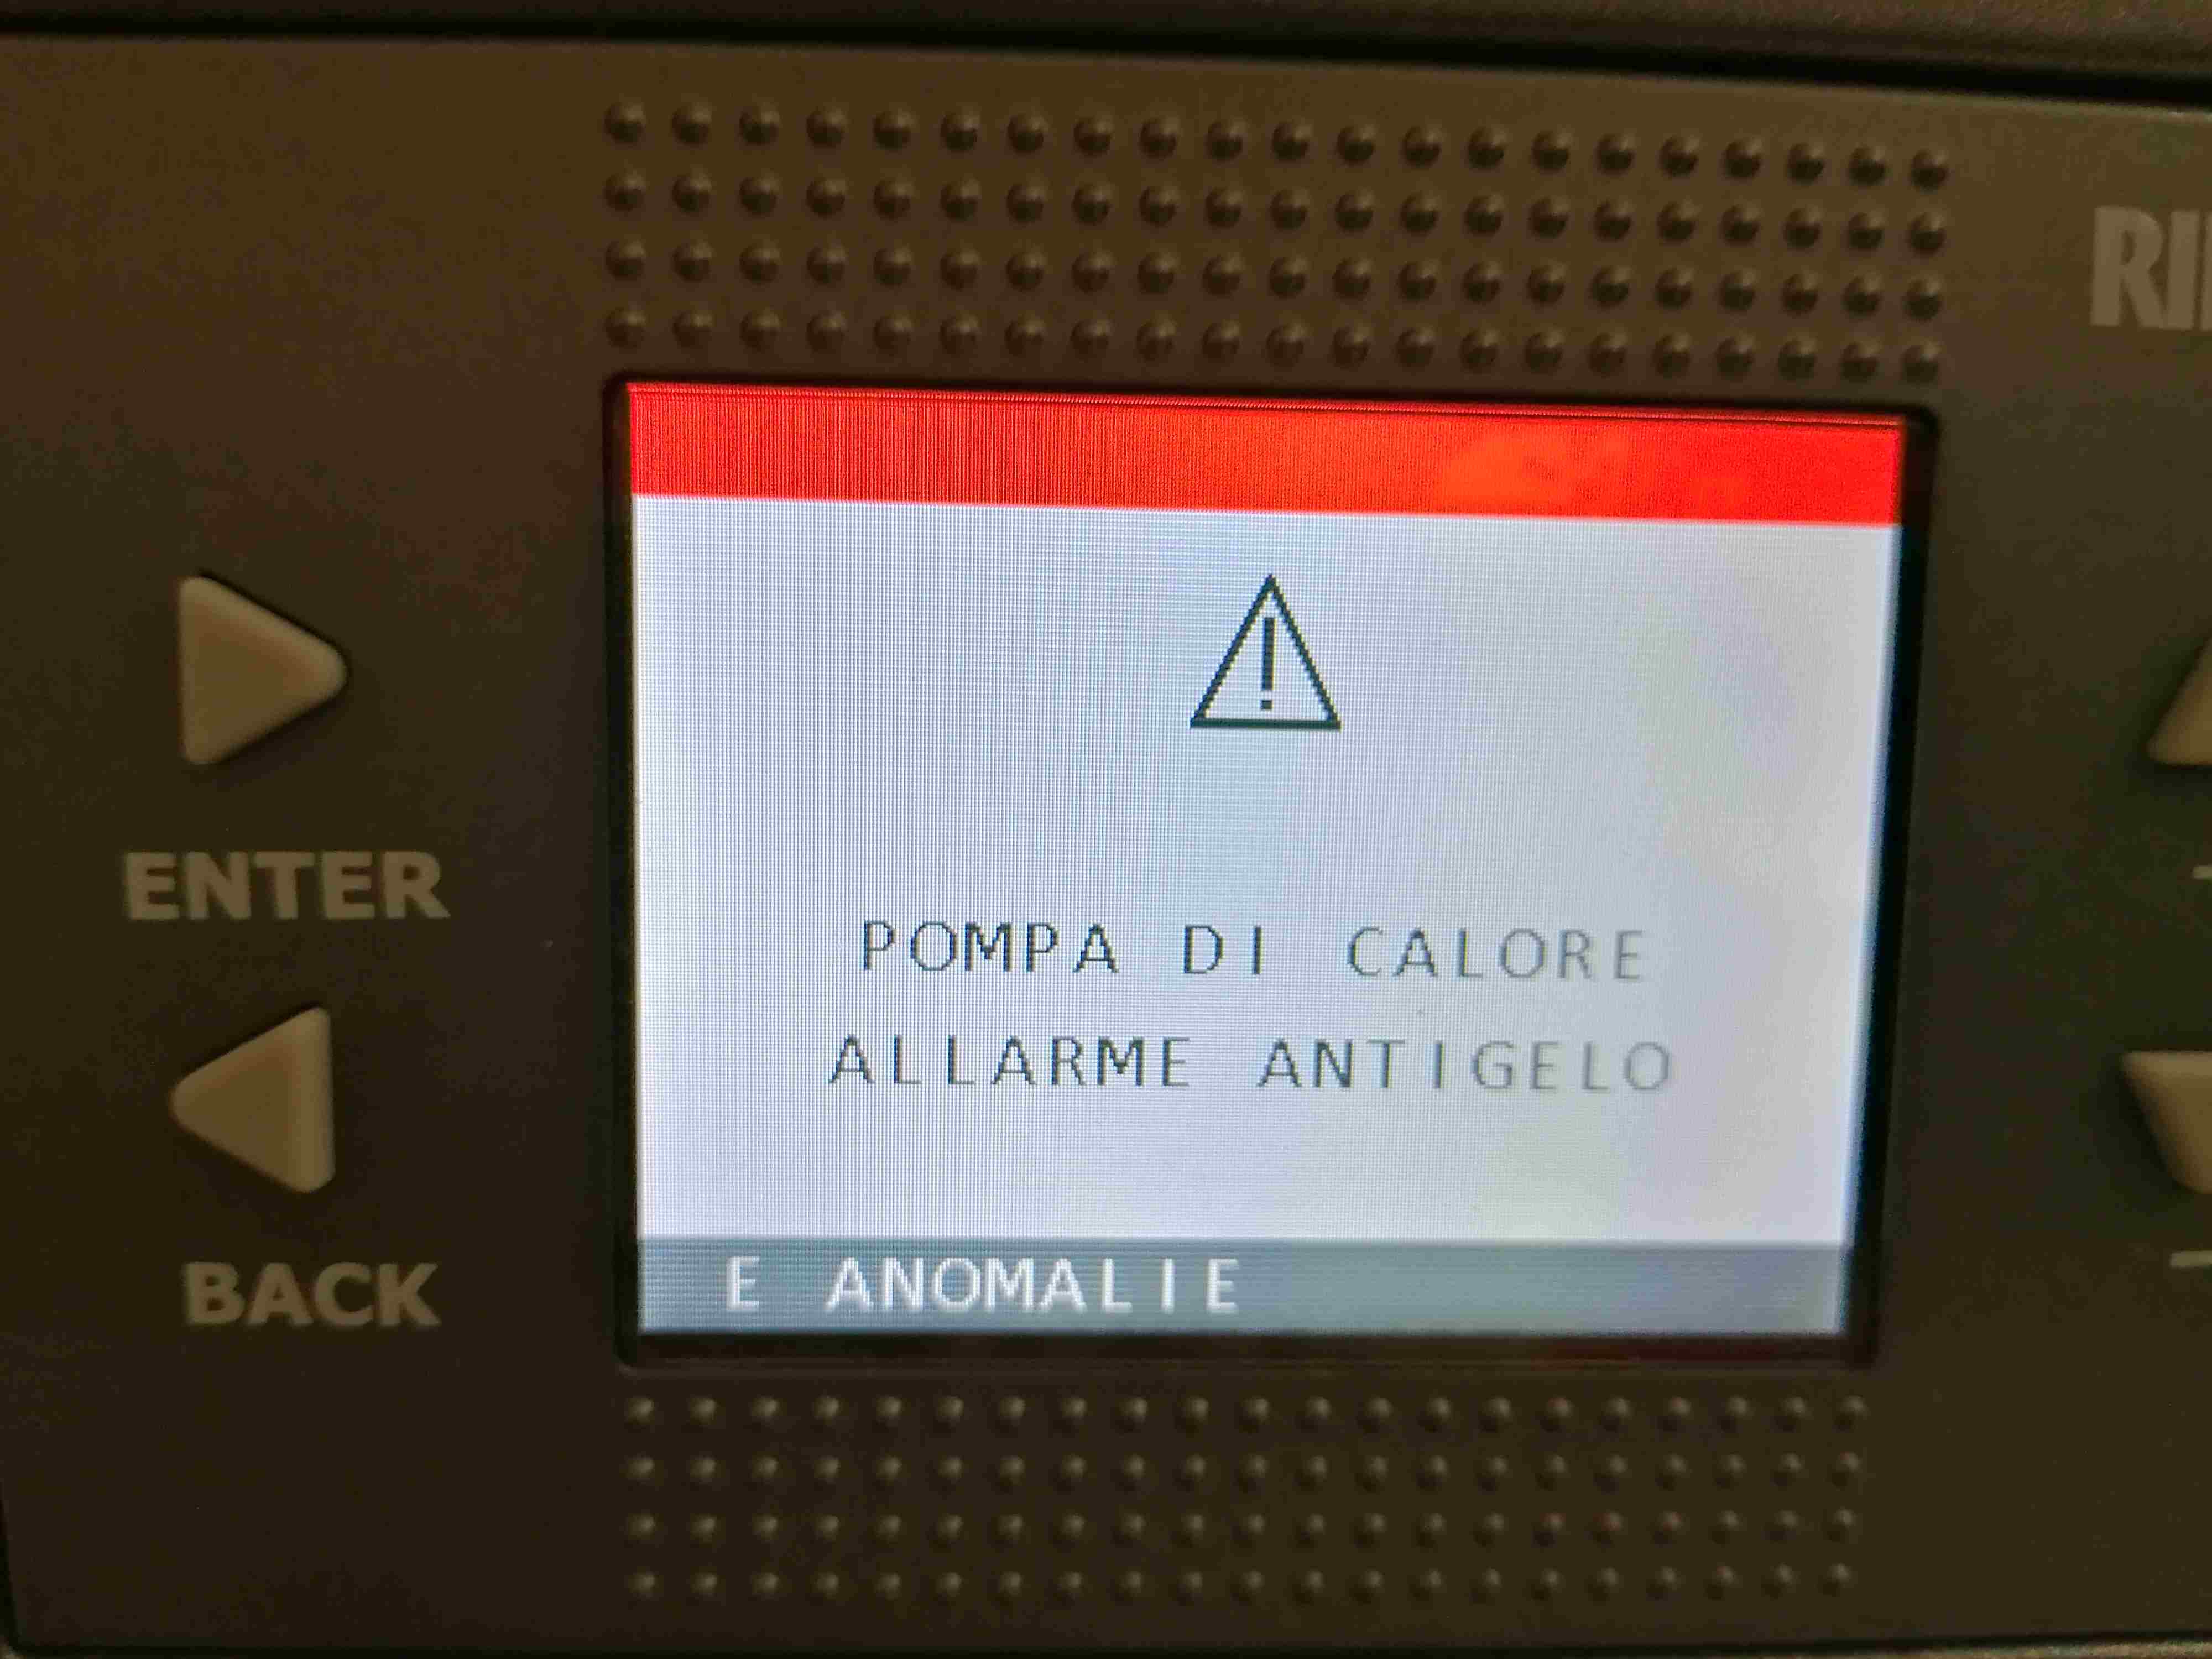 ENTER
BACK
POMPA DI CALORE
ALLARME ANTIGELO
E ANOMALIE